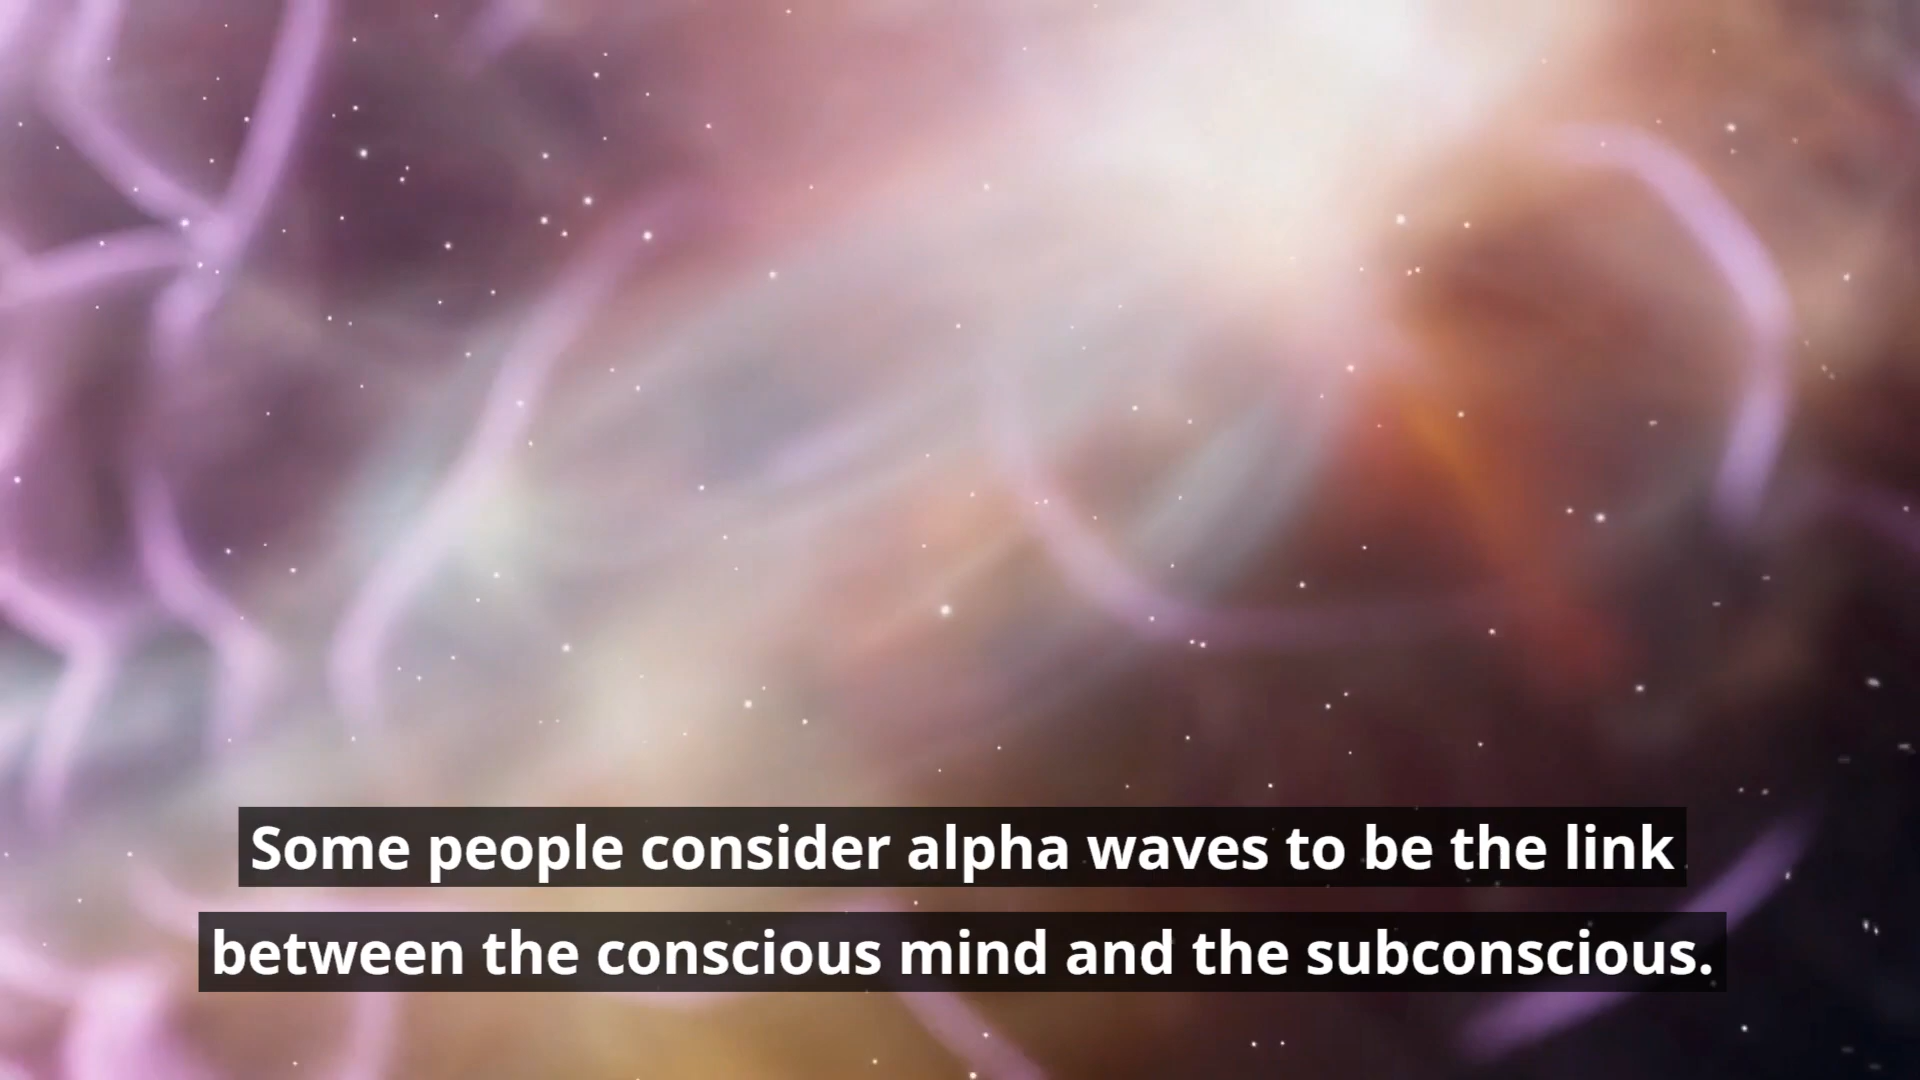 Some people consider alpha waves to be the link
between the conscious mind and the subconscious.